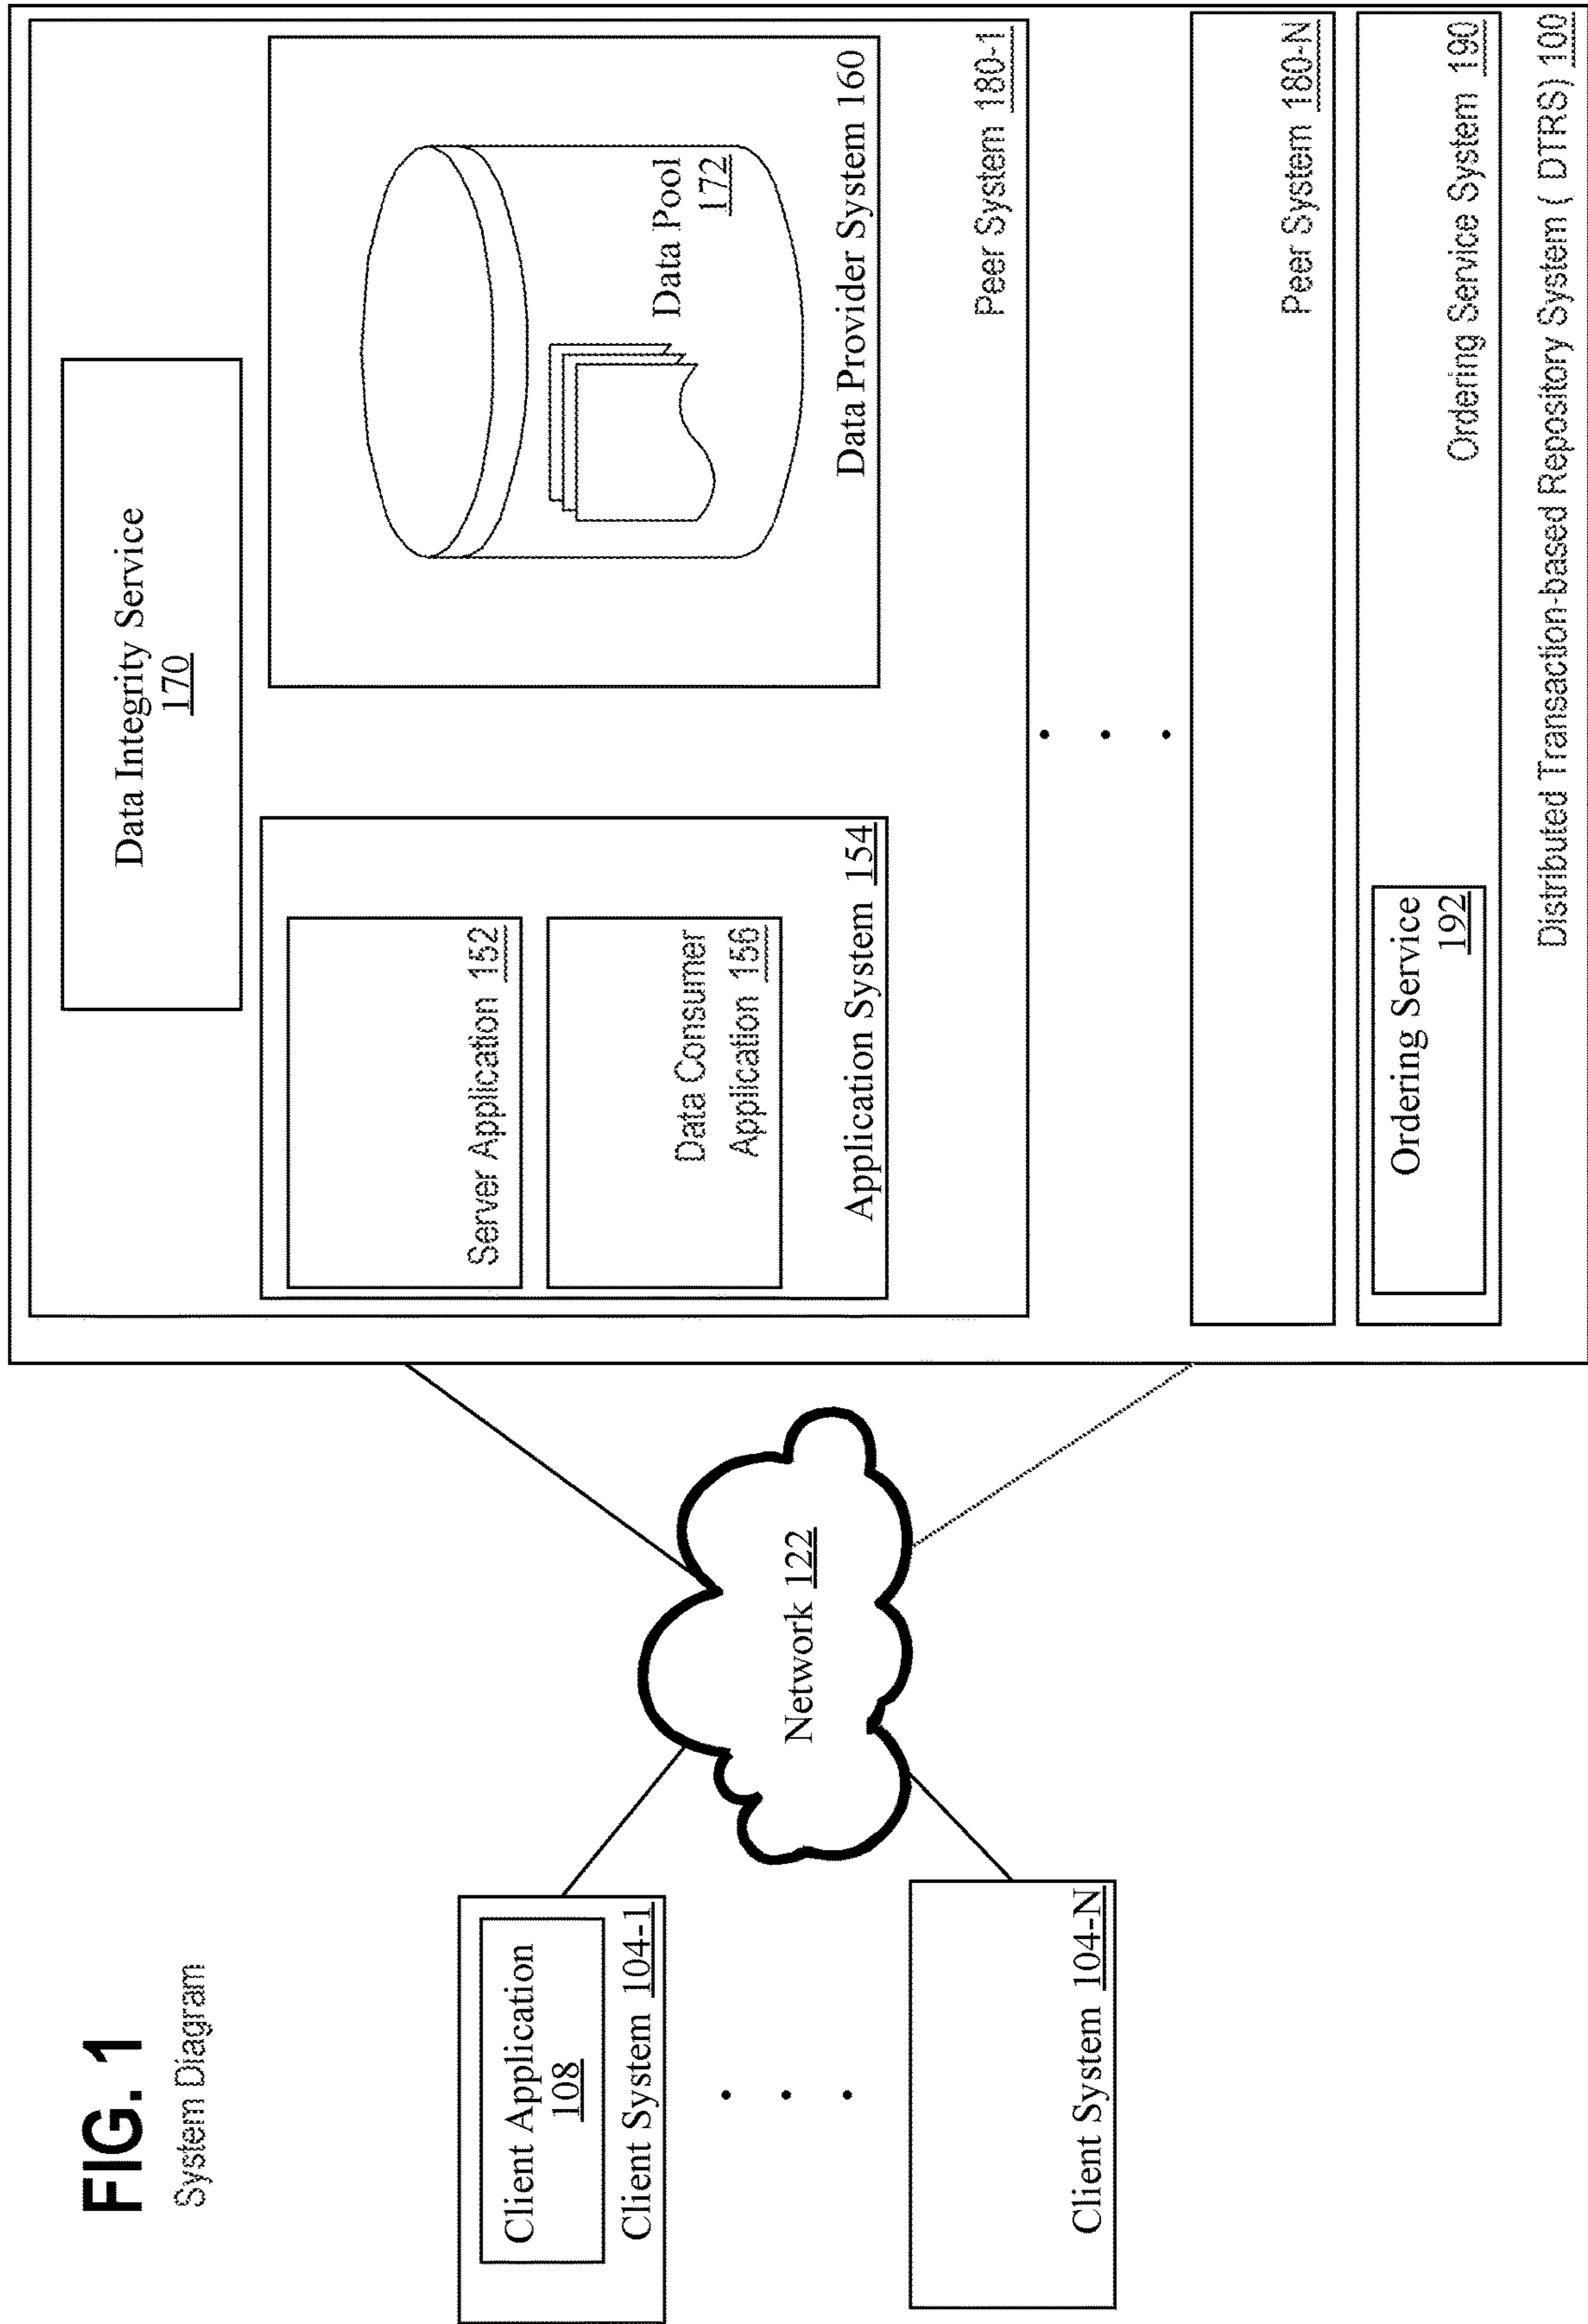 FIG. 1
System Diagram
Client Application
108
Client System 104-1
Client System 104-N
Network 122
Data Integrity Service
170
Server Application 152
Data Consumer
Application 156
Application System 154
Data Pool
172
Data Provider System 160
Peer System 180-1
Peer System 180-N
Ordering Service
192
Ordering Service System 190
Distributed Transaction-based Repository System ( DTRS) 100